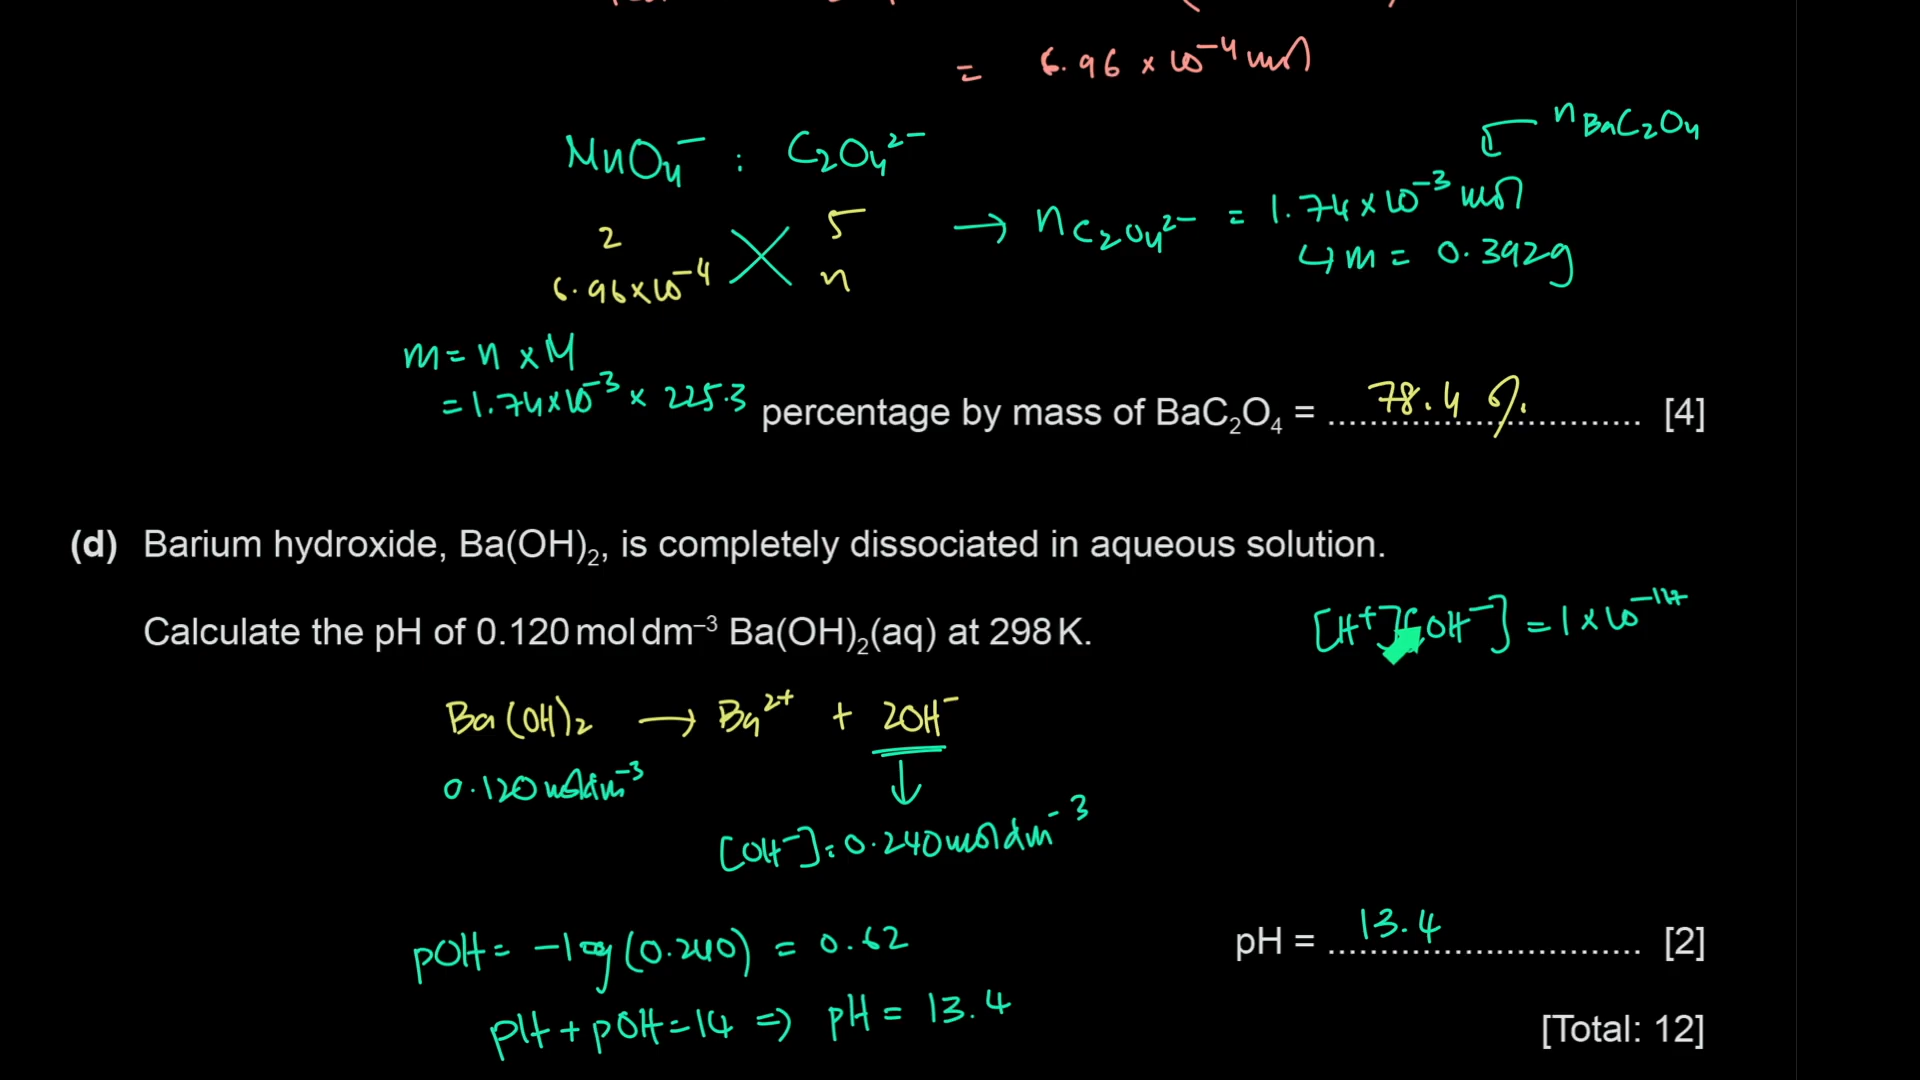 = 6.96 × 10⁻⁴ mol
n BaC₂O₄
MnO₄⁻ : C₂O₄²⁻
2 5 → n C₂O₄²⁻ = 1.74 × 10⁻³ mol
6.96×10⁻⁴ n ↳ m = 0.392g
m = n × M
= 1.74×10⁻³ × 225.3
percentage by mass of BaC₂O₄ = .......78.4 %....... [4]
(d) Barium hydroxide, Ba(OH)₂, is completely dissociated in aqueous solution.
Calculate the pH of 0.120 mol dm⁻³ Ba(OH)₂(aq) at 298 K.
[H⁺][OH⁻] = 1 × 10⁻¹⁴
Ba(OH)₂ → Ba²⁺ + 2OH⁻
0.120 moldm⁻³ ↓
[OH⁻] = 0.240 moldm⁻³
pOH = −log(0.240) = 0.62
pH = .......13.4....... [2]
pH + pOH = 14 ⇒ pH = 13.4
[Total: 12]